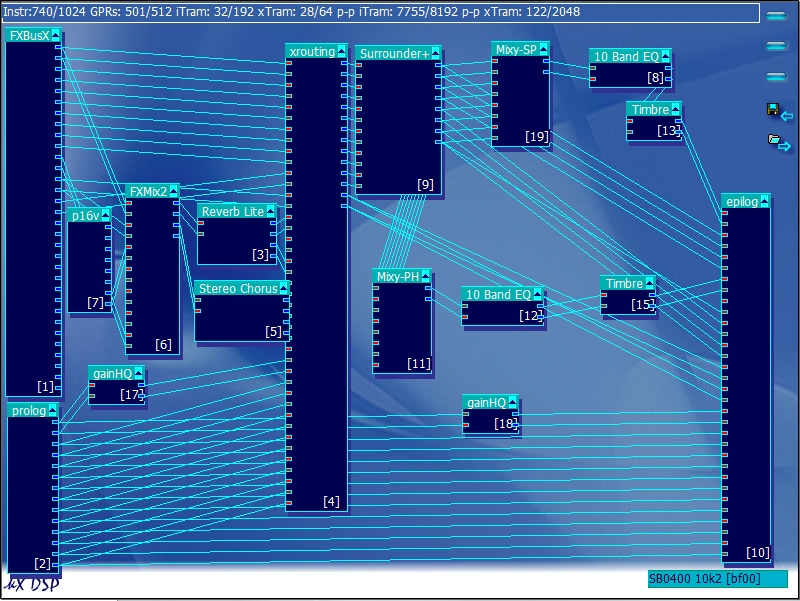 Instr:740/1024 GPRs: 501/512 iTram: 32/192 xTram: 28/64 p-p iTram: 7755/8192 p-p xTram: 122/2048
FXBusX
[1]
prolog
[2]
p16v
[7]
gainHQ
[17]
FXMix2
[6]
Reverb Lite
[3]
Stereo Chorus
[5]
xrouting
[4]
Surrounder+
[9]
Mixy-PH
[11]
Mixy-SP
[19]
10 Band EQ
[8]
Timbre
[13]
10 Band EQ
[12]
Timbre
[15]
gainHQ
[18]
epilog
[10]
kX DSP
SB0400 10k2 [bf00]